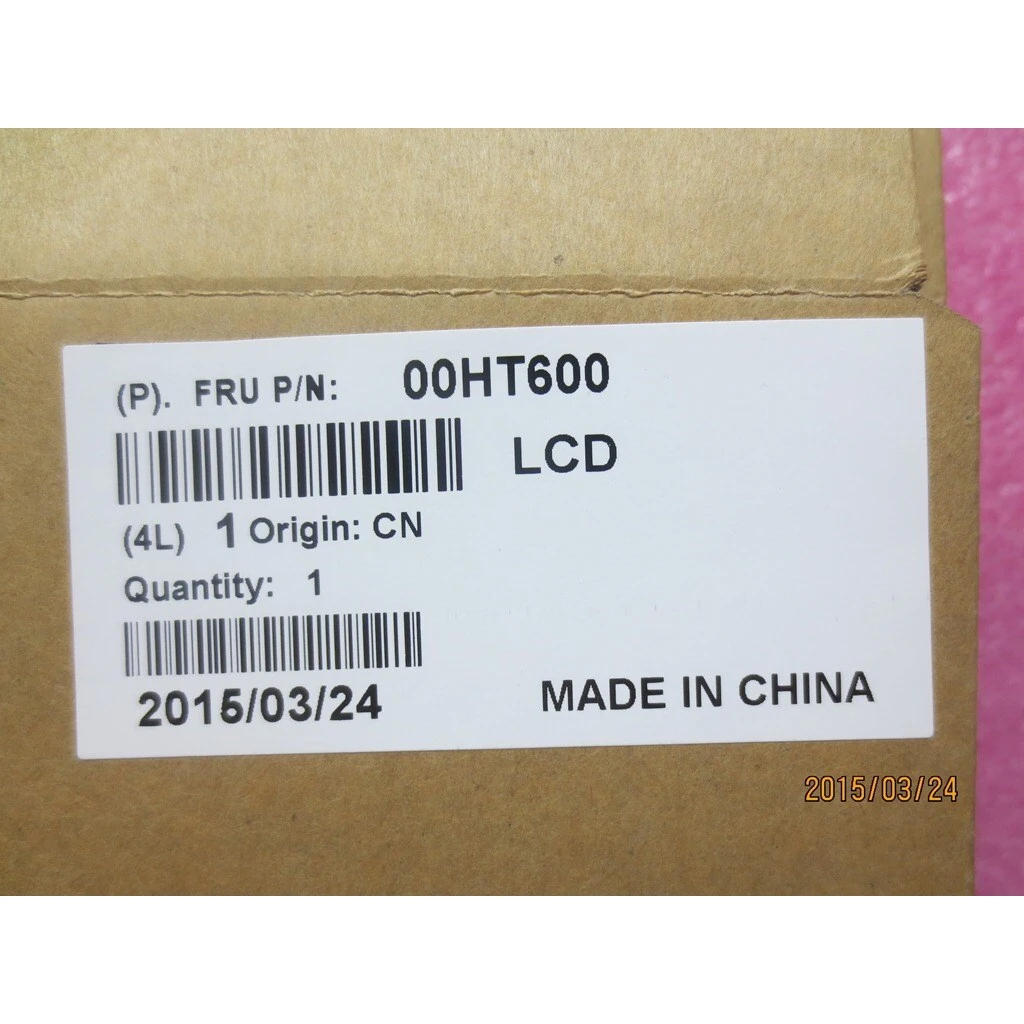 (P). FRU P/N: 00HT600
LCD
(4L) 1 Origin: CN
Quantity: 1
2015/03/24
MADE IN CHINA
2015/03/24